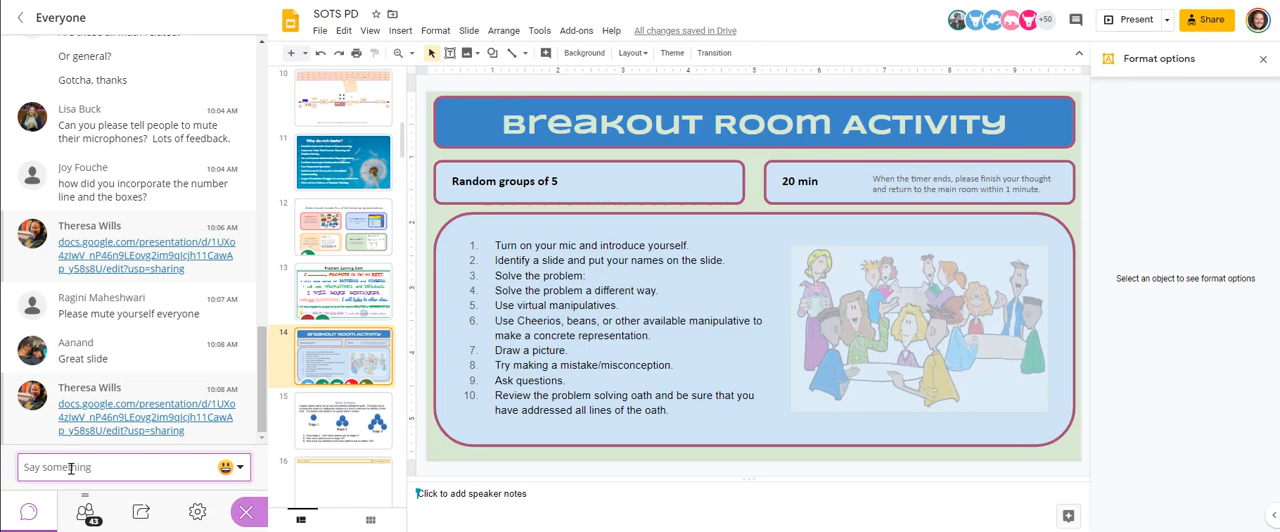 Everyone
Or general?
Gotcha, thanks
Lisa Buck
10:04 AM
Can you please tell people to mute
their microphones?  Lots of feedback.
Joy Fouche
10:04 AM
how did you incorporate the number
line and the boxes?
Theresa Wills
10:06 AM
docs.google.com/presentation/d/1UXo
4zIwV_nP46n9LEovg2im9qIcjh11CawA
p_y58s8U/edit?usp=sharing
Ragini Maheshwari
10:07 AM
Please mute yourself everyone
Aanand
10:08 AM
Great slide
Theresa Wills
10:08 AM
docs.google.com/presentation/d/1UXo
4zIwV_nP46n9LEovg2im9qIcjh11CawA
p_y58s8U/edit?usp=sharing
Say something
43
SOTS PD
File Edit View Insert Format Slide Arrange Tools Add-ons Help All changes saved in Drive
+50
Present
Share
Background Layout Theme Transition
10
11
12
13
14
BREAKOUT ROOM ACTIVITY
15
16
Breakout Room Activity
Random groups of 5
20 min
When the timer ends, please finish your thought
and return to the main room within 1 minute.
1. Turn on your mic and introduce yourself.
2. Identify a slide and put your names on the slide.
3. Solve the problem:
4. Solve the problem a different way.
5. Use virtual manipulatives.
6. Use Cheerios, beans, or other available manipulative to
make a concrete representation.
7. Draw a picture.
8. Try making a mistake/misconception.
9. Ask questions.
10. Review the problem solving oath and be sure that you
have addressed all lines of the oath.
Click to add speaker notes
Format options
Select an object to see format options